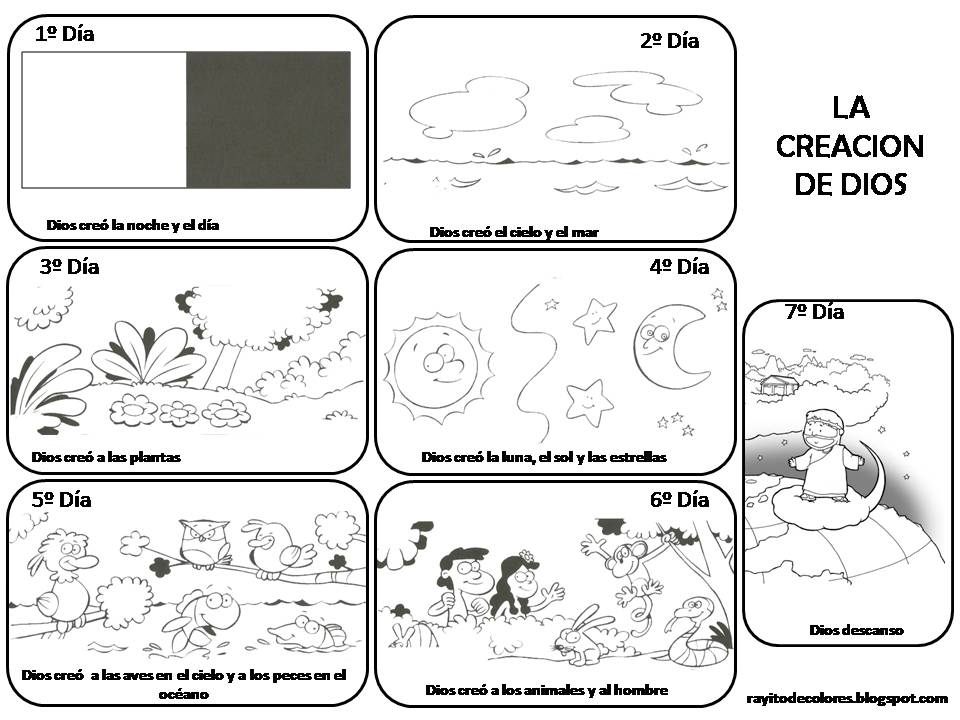 1º Día
Dios creó la noche y el día
2º Día
Dios creó el cielo y el mar
LA
CREACION
DE DIOS
3º Día
Dios creó a las plantas
4º Día
Dios creó la luna, el sol y las estrellas
5º Día
Dios creó a las aves en el cielo y a los peces en el
océano
6º Día
Dios creó a los animales y al hombre
7º Día
Dios descanso
rayitodecolores.blogspot.com